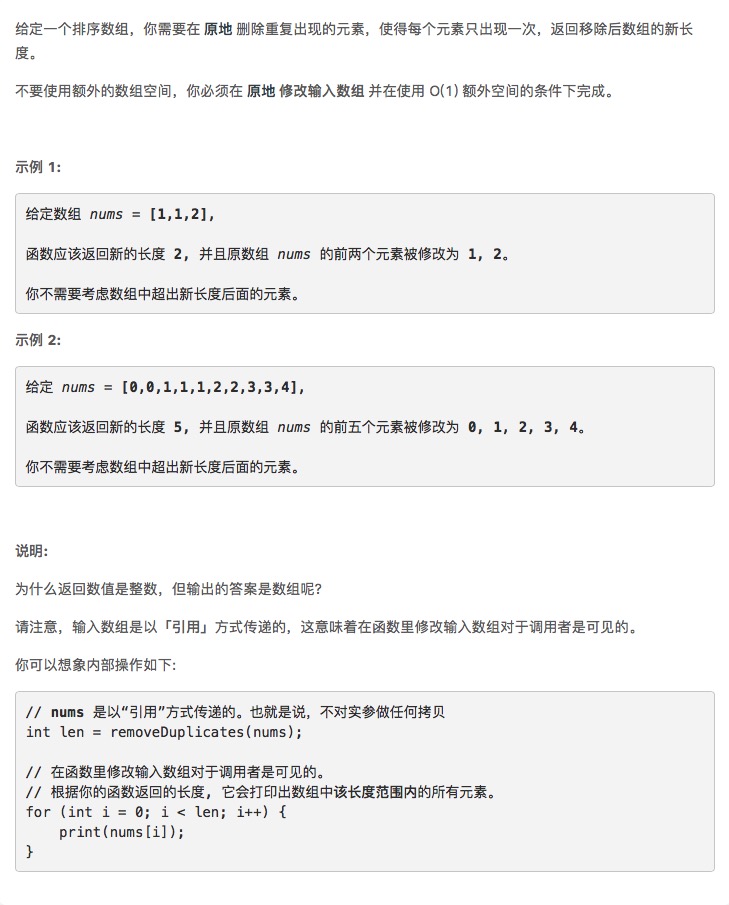 给定一个排序数组，你需要在 原地 删除重复出现的元素，使得每个元素只出现一次，返回移除后数组的新长
度。
不要使用额外的数组空间，你必须在 原地 修改输入数组 并在使用 O(1) 额外空间的条件下完成。
示例 1:
给定数组 nums = [1,1,2],
函数应该返回新的长度 2, 并且原数组 nums 的前两个元素被修改为 1, 2。
你不需要考虑数组中超出新长度后面的元素。
示例 2:
给定 nums = [0,0,1,1,1,2,2,3,3,4],
函数应该返回新的长度 5, 并且原数组 nums 的前五个元素被修改为 0, 1, 2, 3, 4。
你不需要考虑数组中超出新长度后面的元素。
说明:
为什么返回数值是整数，但输出的答案是数组呢?
请注意，输入数组是以「引用」方式传递的，这意味着在函数里修改输入数组对于调用者是可见的。
你可以想象内部操作如下:
// nums 是以“引用”方式传递的。也就是说，不对实参做任何拷贝
int len = removeDuplicates(nums);
// 在函数里修改输入数组对于调用者是可见的。
// 根据你的函数返回的长度, 它会打印出数组中该长度范围内的所有元素。
for (int i = 0; i < len; i++) {
    print(nums[i]);
}